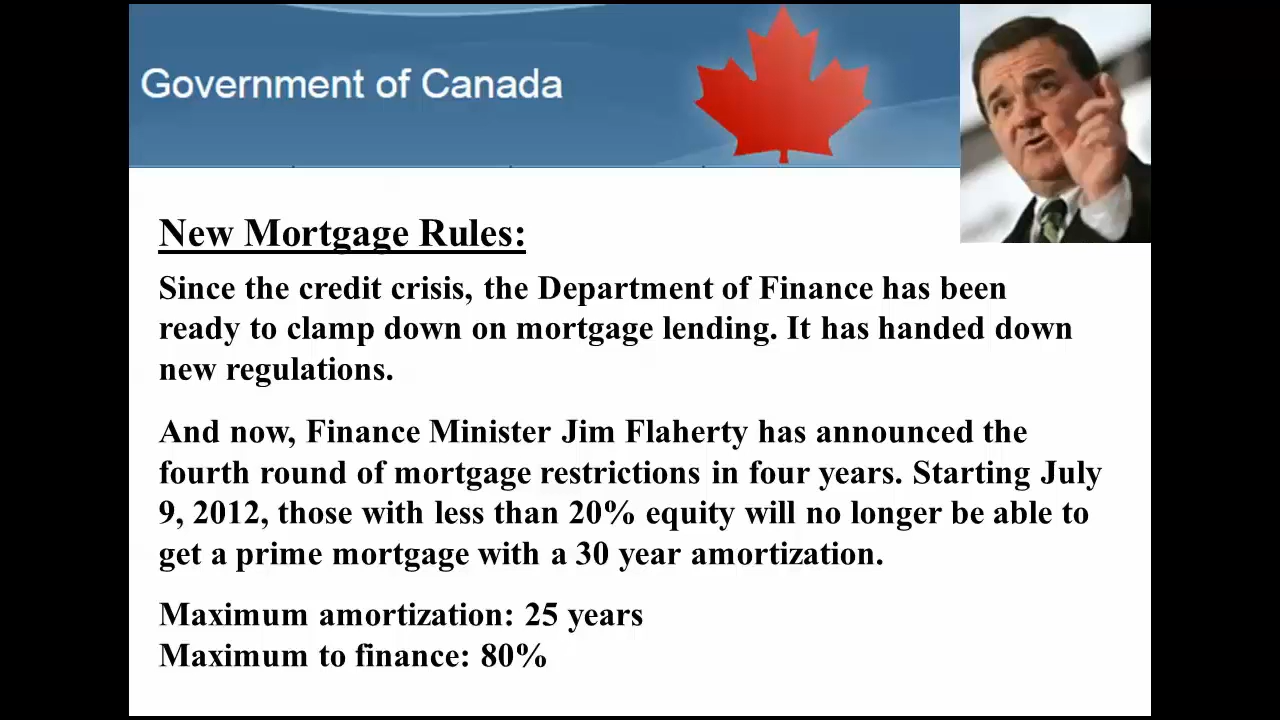 Government of Canada
New Mortgage Rules:
Since the credit crisis, the Department of Finance has been
ready to clamp down on mortgage lending. It has handed down
new regulations.
And now, Finance Minister Jim Flaherty has announced the
fourth round of mortgage restrictions in four years. Starting July
9, 2012, those with less than 20% equity will no longer be able to
get a prime mortgage with a 30 year amortization.
Maximum amortization: 25 years
Maximum to finance: 80%